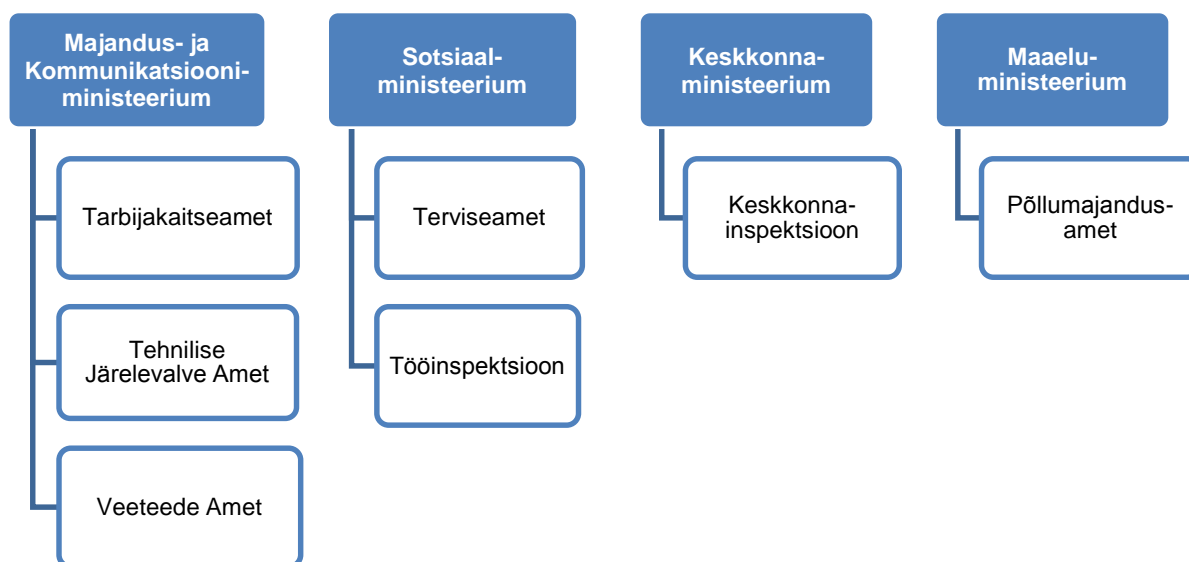 Majandus- ja
Kommunikatsiooni-
ministeerium
Tarbijakaitseamet
Tehnilise
Järelevalve Amet
Veeteede Amet
Sotsiaal-
ministeerium
Terviseamet
Tööinspektsioon
Keskkonna-
ministeerium
Keskkonna-
inspektsioon
Maaelu-
ministeerium
Põllumajandus-
amet